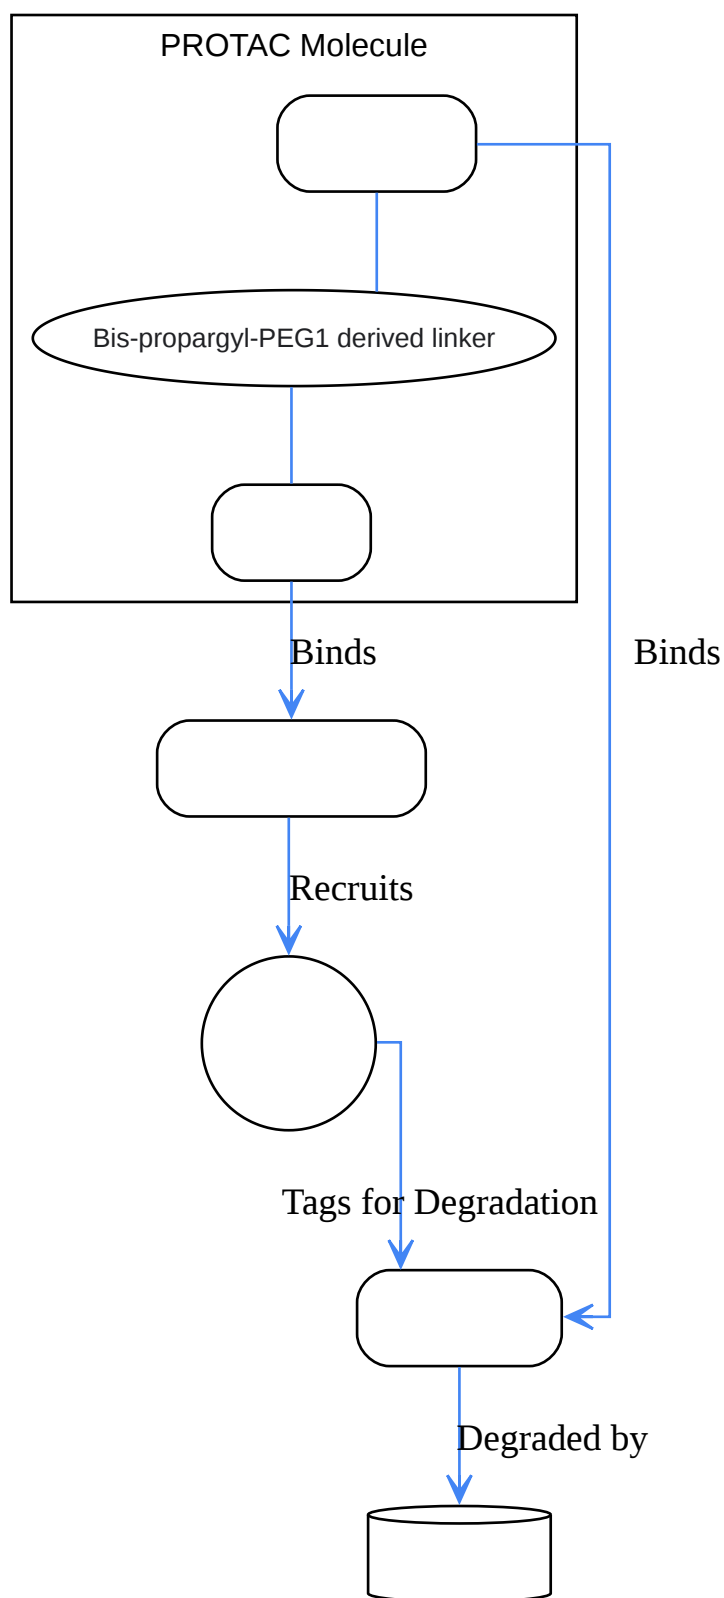 PROTAC Molecule
Bis-propargyl-PEG1 derived linker
Binds
Binds
Recruits
Tags for Degradation
Degraded by